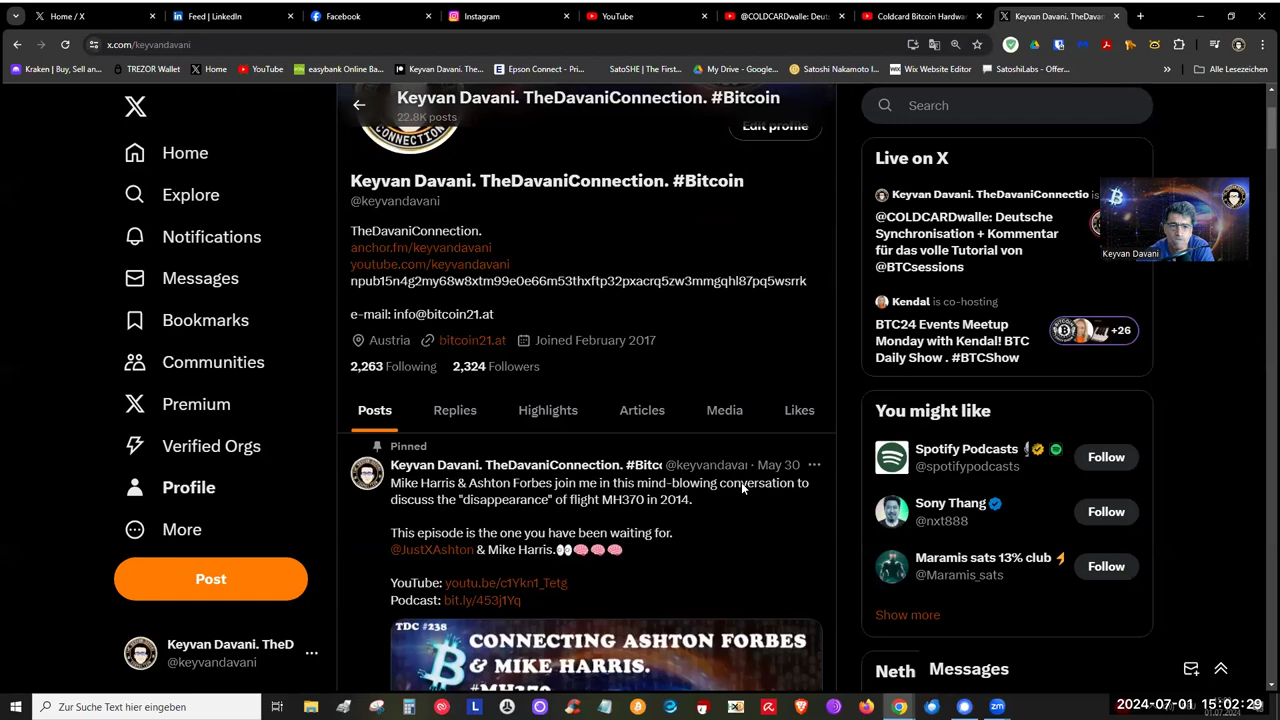 Home / X
Feed | LinkedIn
Facebook
Instagram
YouTube
@COLDCARDwalle: Deut
Coldcard Bitcoin Hardwa
Keyvan Davani. TheDavan
x.com/keyvandavani
Kraken | Buy, Sell an...
TREZOR Wallet
Home
YouTube
easybank Online Ba...
Keyvan Davani. The...
Epson Connect - Pri...
SatoSHE | The First...
My Drive - Google...
Satoshi Nakamoto I...
Wix Website Editor
SatoshiLabs - Offer...
Alle Lesezeichen
Home
Explore
Notifications
Messages
Bookmarks
Communities
Premium
Verified Orgs
Profile
More
Post
Keyvan Davani. TheD
@keyvandavani
Keyvan Davani. TheDavaniConnection. #Bitcoin
22.8K posts
CONNECTION
Edit profile
Keyvan Davani. TheDavaniConnection. #Bitcoin
@keyvandavani
TheDavaniConnection.
anchor.fm/keyvandavani
youtube.com/keyvandavani
npub15n4g2my68w8xtm99e0e66m53thxftp32pxacrq5zw3mmgqhl87pq5wsrrk
e-mail: info@bitcoin21.at
Austria bitcoin21.at Joined February 2017
2,263 Following 2,324 Followers
Posts Replies Highlights Articles Media Likes
Pinned
Keyvan Davani. TheDavaniConnection. #Bitcc @keyvandavai · May 30
Mike Harris & Ashton Forbes join me in this mind-blowing conversation to
discuss the "disappearance" of flight MH370 in 2014.
This episode is the one you have been waiting for.
@JustXAshton & Mike Harris.👀🧠🧠🧠
YouTube: youtu.be/c1Ykn1_Tetg
Podcast: bit.ly/453j1Yq
TDC #238
CONNECTING ASHTON FORBES
& MIKE HARRIS.
#MH370
Search
Live on X
Keyvan Davani. TheDavaniConnectio is
@COLDCARDwalle: Deutsche
Synchronisation + Kommentar
für das volle Tutorial von
@BTCsessions
Keyvan Davani
Kendal is co-hosting
BTC24 Events Meetup
Monday with Kendal! BTC
Daily Show . #BTCShow
+26
You might like
Spotify Podcasts
@spotifypodcasts
Follow
Sony Thang
@nxt888
Follow
Maramis sats 13% club ⚡
@Maramis_sats
Follow
Show more
Neth
Messages
Zur Suche Text hier eingeben
2024-07-01 15:02:29